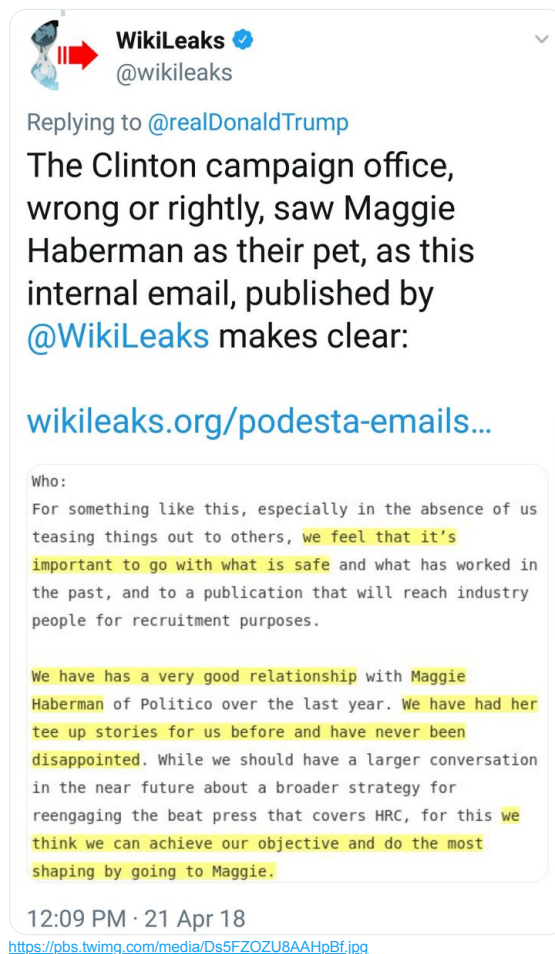 WikiLeaks
@wikileaks
Replying to @realDonaldTrump
The Clinton campaign office,
wrong or rightly, saw Maggie
Haberman as their pet, as this
internal email, published by
@WikiLeaks makes clear:
wikileaks.org/podesta-emails...
Who:
For something like this, especially in the absence of us
teasing things out to others, we feel that it's
important to go with what is safe and what has worked in
the past, and to a publication that will reach industry
people for recruitment purposes.
We have has a very good relationship with Maggie
Haberman of Politico over the last year. We have had her
tee up stories for us before and have never been
disappointed. While we should have a larger conversation
in the near future about a broader strategy for
reengaging the beat press that covers HRC, for this we
think we can achieve our objective and do the most
shaping by going to Maggie.
12:09 PM · 21 Apr 18
https://pbs.twimg.com/media/Ds5FZOZU8AAHpBf.jpg